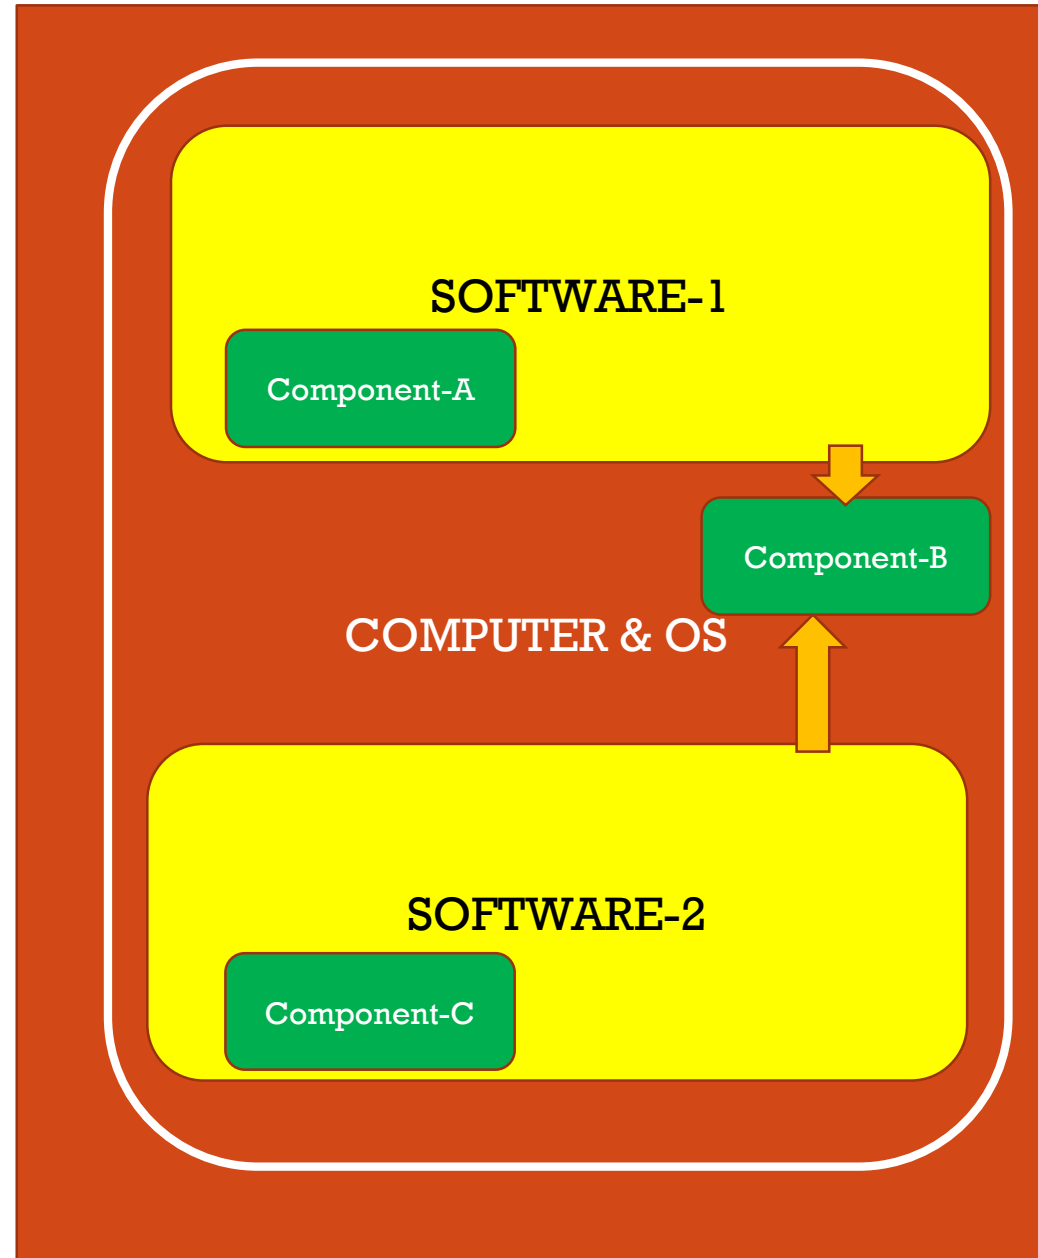 SOFTWARE-1
Component-A
Component-B
COMPUTER & OS
SOFTWARE-2
Component-C